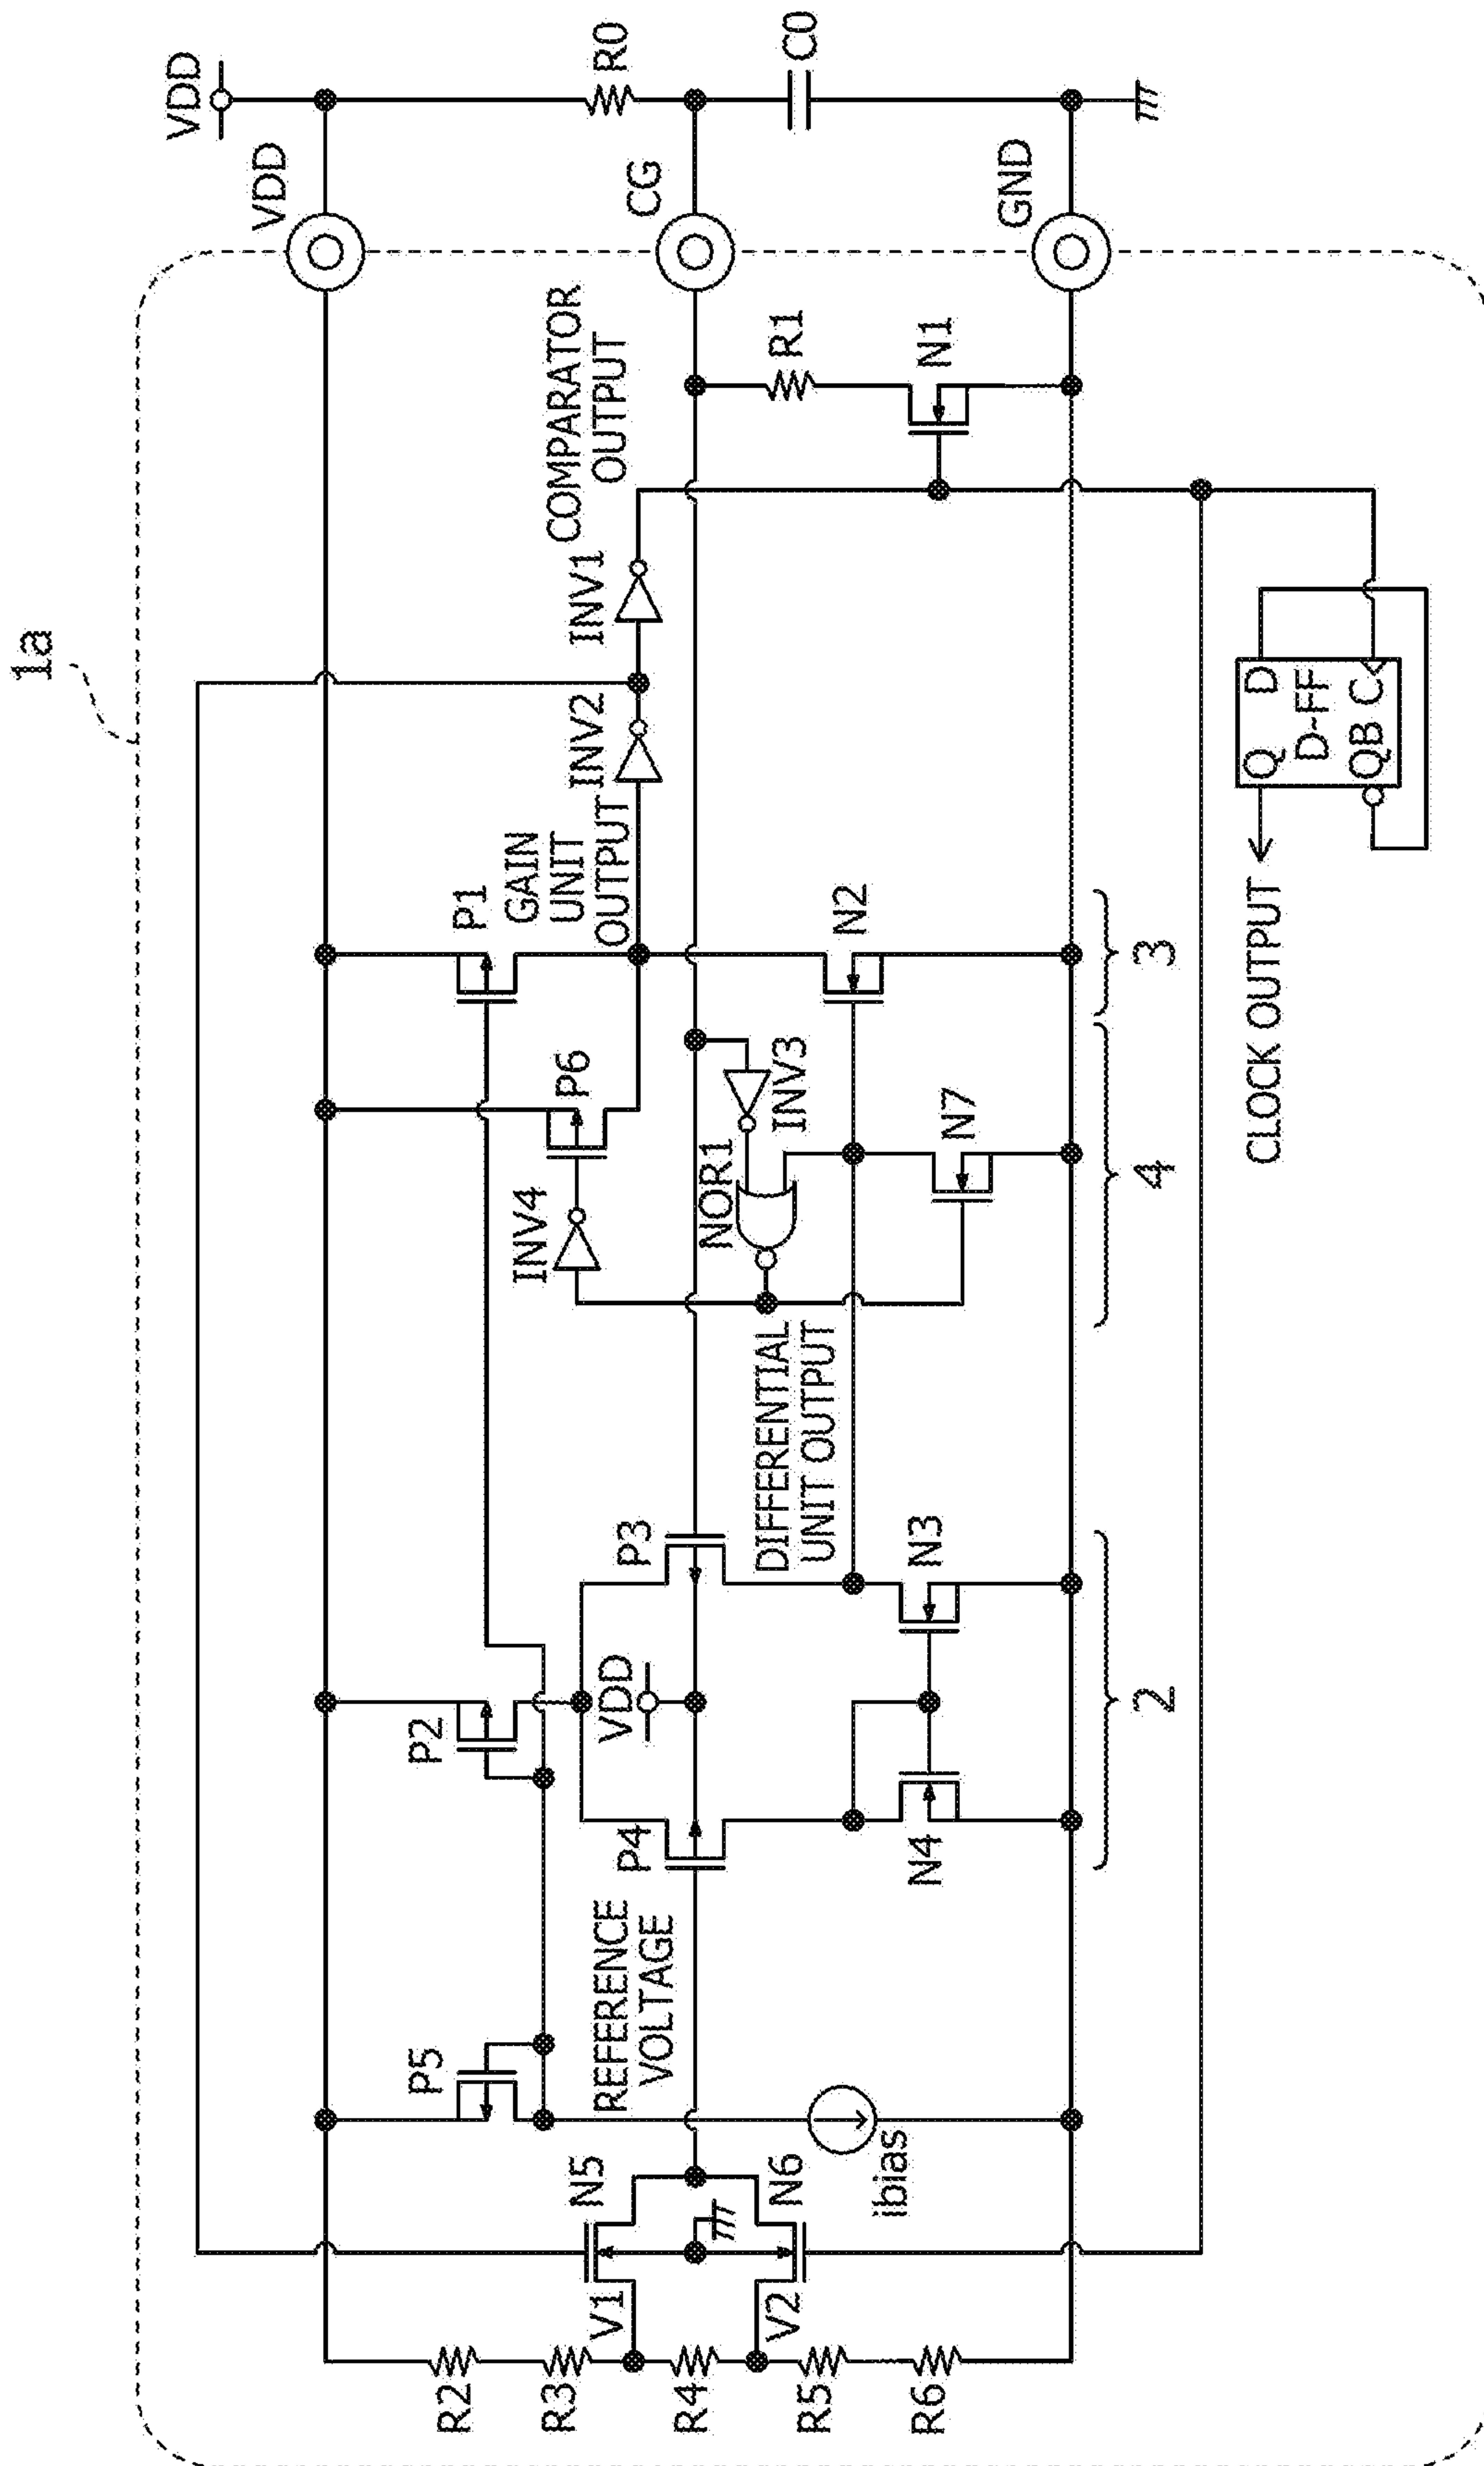 1a
VDD
VDD
R0
CG
C0
GND
COMPARATOR
OUTPUT
INV1
R1
N1
INV2
GAIN
UNIT
OUTPUT
P1
N2
3
P6
INV3
NOR1
INV4
N7
4
DIFFERENTIAL
UNIT OUTPUT
P2
VDD
P3
P4
N3
N4
2
REFERENCE
VOLTAGE
P5
ibias
N5
N6
V1
V2
R2
R3
R4
R5
R6
Q D
D-FF
QB C
CLOCK OUTPUT